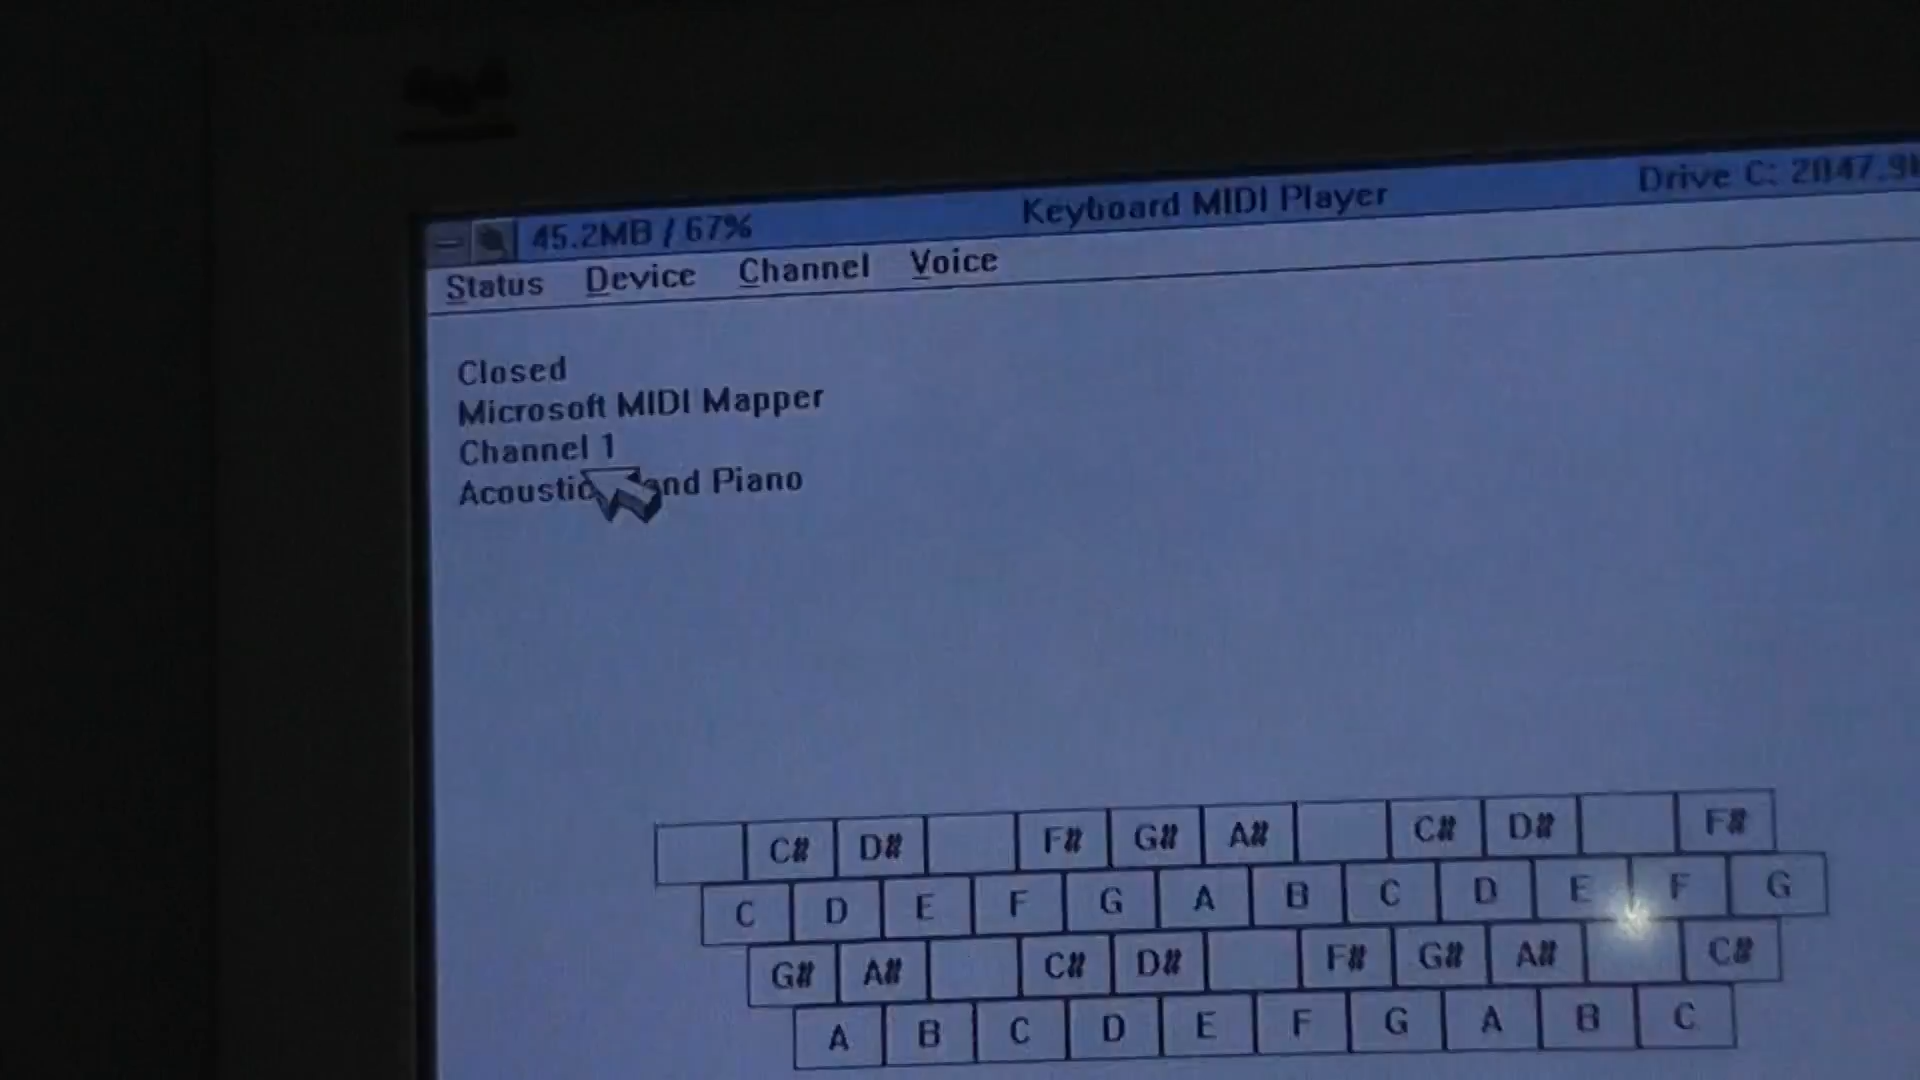 45.2MB / 67% Keyboard MIDI Player Drive C: 2047.9
Status Device Channel Voice
Closed
Microsoft MIDI Mapper
Channel 1
Acoustic and Piano
C# D# F# G# A# C# D# F#
C D E F G A B C D E F G
G# A# C# D# F# G# A# C#
A B C D E F G A B C